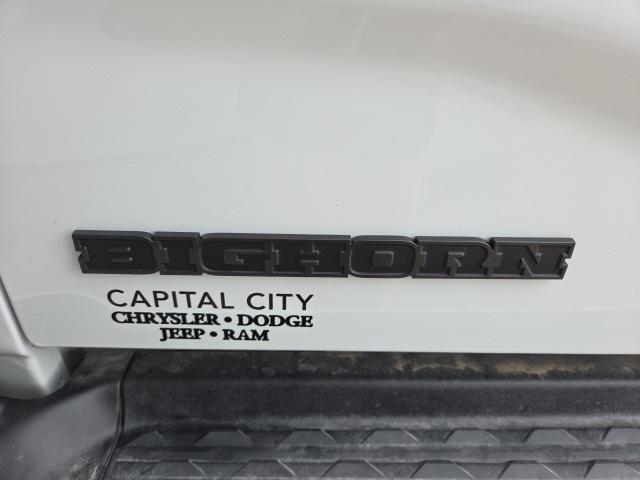 BIGHORN
CAPITAL CITY
CHRYSLER • DODGE
JEEP • RAM